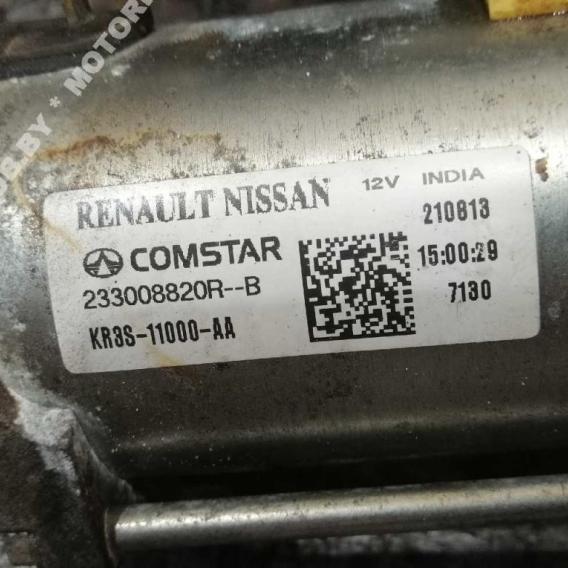 RENAULT NISSAN 12V INDIA
210813
COMSTAR 15:00:29
233008820R--B 7130
KR3S-11000-AA